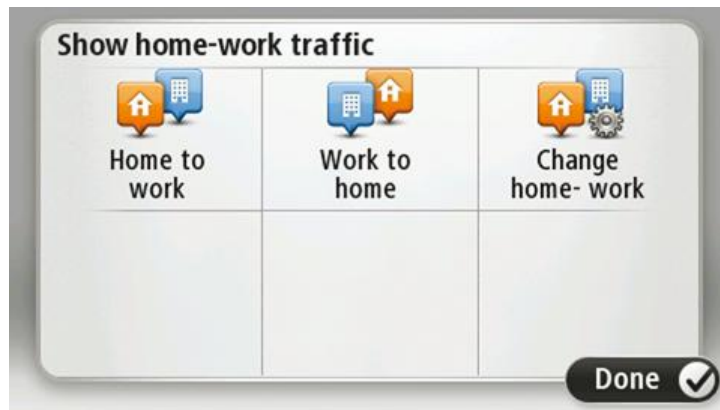 Show home-work traffic
Home to
work
Work to
home
Change
home- work
Done